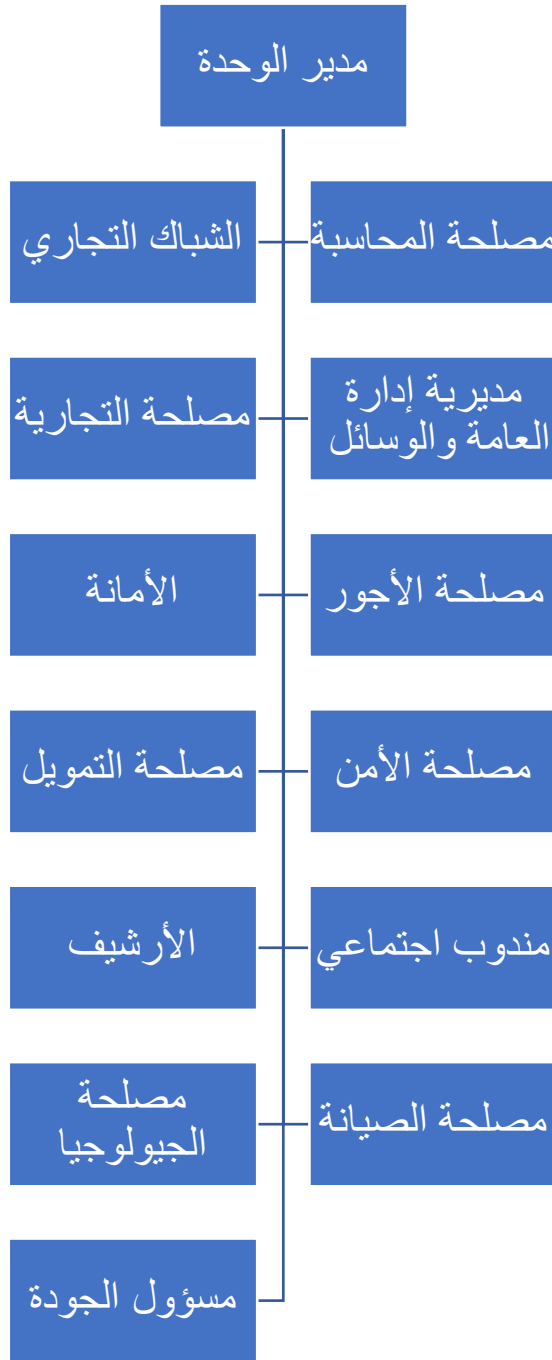 مدير الوحدة
مصلحة المحاسبة
الشباك التجاري
مديرية إدارة
العامة والوسائل
مصلحة التجارية
مصلحة الأجور
الأمانة
مصلحة الأمن
مصلحة التمويل
مندوب اجتماعي
الأرشيف
مصلحة الصيانة
مصلحة
الجيولوجيا
مسؤول الجودة